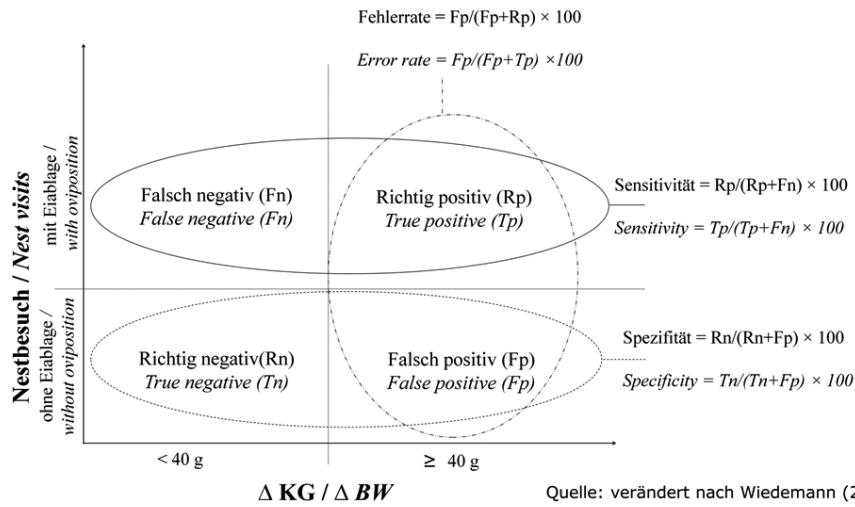 Fehlerrate = Fp/(Fp+Rp) × 100
Error rate = Fp/(Fp+Tp) ×100
Nestbesuch / Nest visits
mit Eiablage /
with oviposition
Falsch negativ (Fn)
False negative (Fn)
Richtig positiv (Rp)
True positive (Tp)
Sensitivität = Rp/(Rp+Fn) × 100
Sensitivity = Tp/(Tp+Fn) × 100
ohne Eiablage /
without oviposition
Richtig negativ(Rn)
True negative (Tn)
Falsch positiv (Fp)
False positive (Fp)
Spezifität = Rn/(Rn+Fp) × 100
Specificity = Tn/(Tn+Fp) × 100
< 40 g
≥ 40 g
Δ KG / Δ BW
Quelle: verändert nach Wiedemann (2